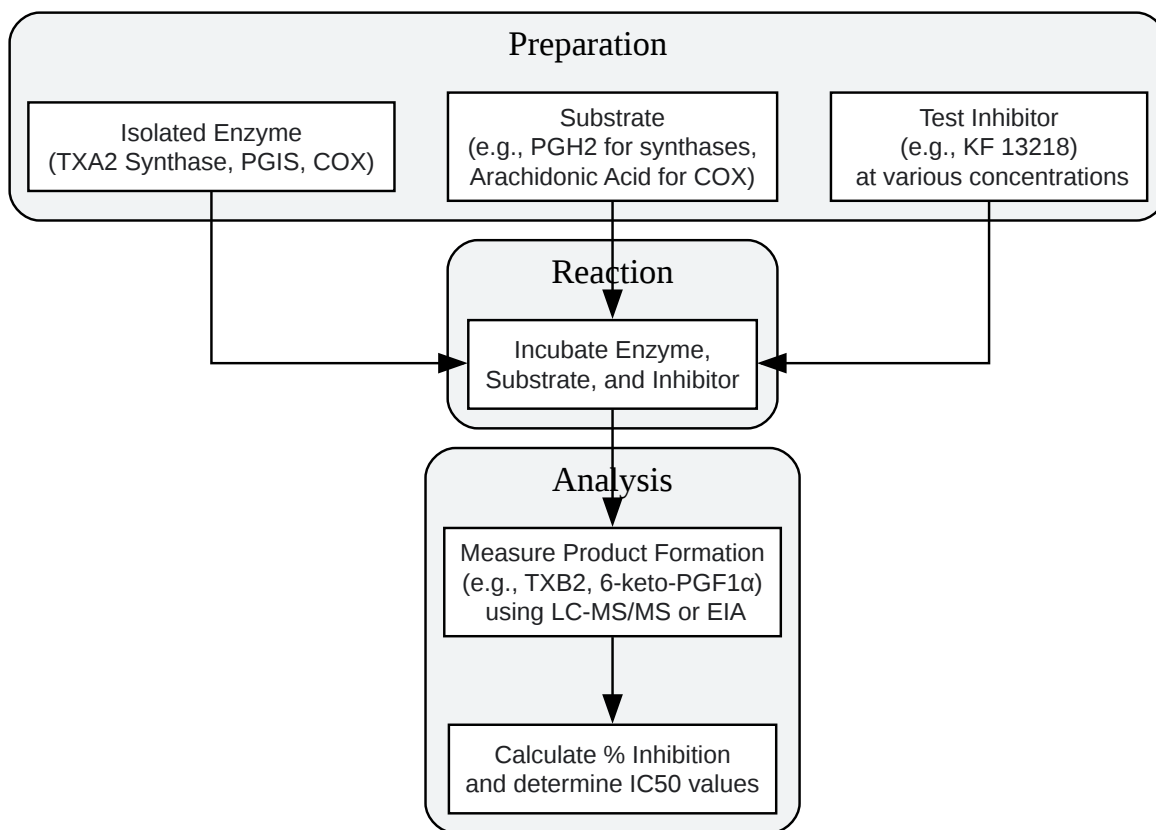 Preparation
Isolated Enzyme
(TXA2 Synthase, PGIS, COX)
Substrate
(e.g., PGH2 for synthases,
Arachidonic Acid for COX)
Test Inhibitor
(e.g., KF 13218)
at various concentrations
Reaction
Incubate Enzyme,
Substrate, and Inhibitor
Analysis
Measure Product Formation
(e.g., TXB2, 6-keto-PGF1α)
using LC-MS/MS or EIA
Calculate % Inhibition
and determine IC50 values